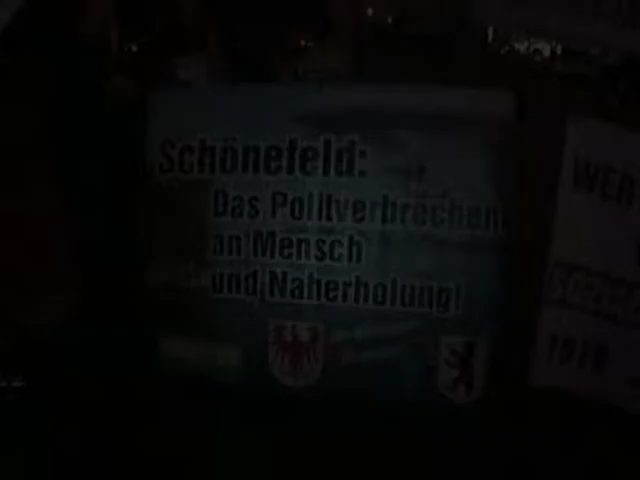 Schönefeld:
Das Politverbrechen
an Mensch
und Naherholung!
WER